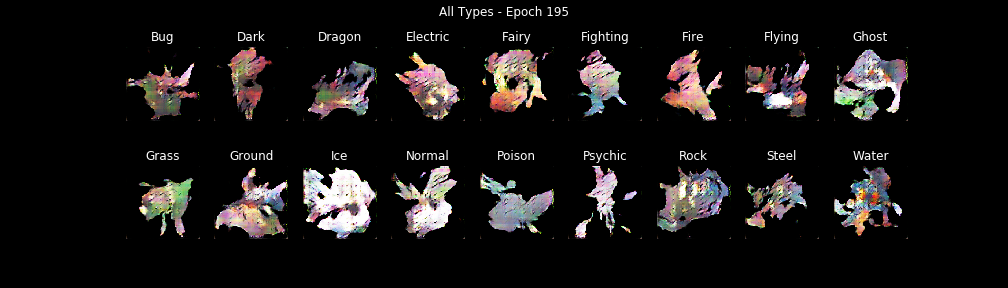 All Types - Epoch 195
Bug Dark Dragon Electric Fairy Fighting Fire Flying Ghost
Grass Ground Ice Normal Poison Psychic Rock Steel Water